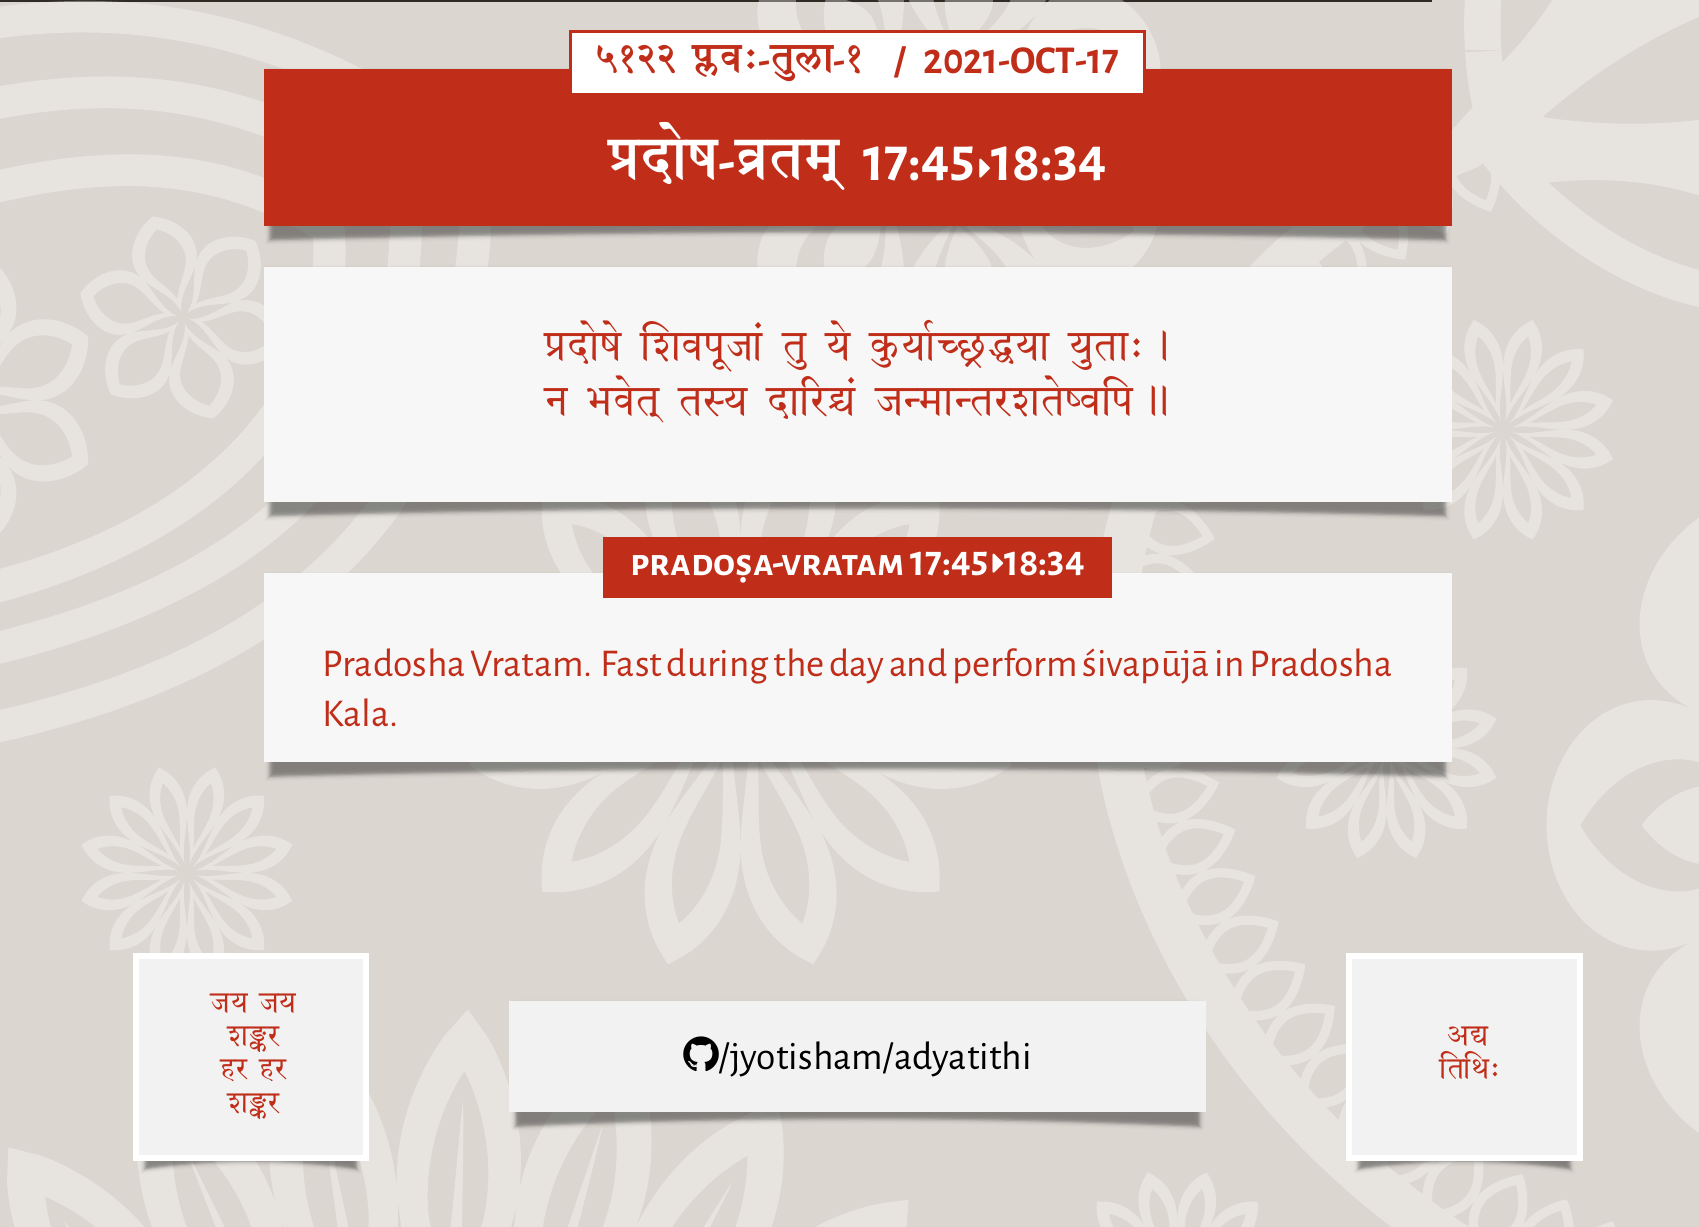 ५१२२ प्लवः-तुला-१ / 2021-OCT-17
प्रदोष-व्रतम् 17:45▸18:34
प्रदोषे शिवपूजां तु ये कुर्याच्छ्रद्धया युताः ।
न भवेत् तस्य दारिद्र्यं जन्मान्तरशतेष्वपि ॥
PRADOṢA-VRATAM 17:45▸18:34
Pradosha Vratam. Fast during the day and perform śivapūjā in Pradosha
Kala.
जय जय
शङ्कर
हर हर
शङ्कर
/jyotisham/adyatithi
अद्य
तिथिः